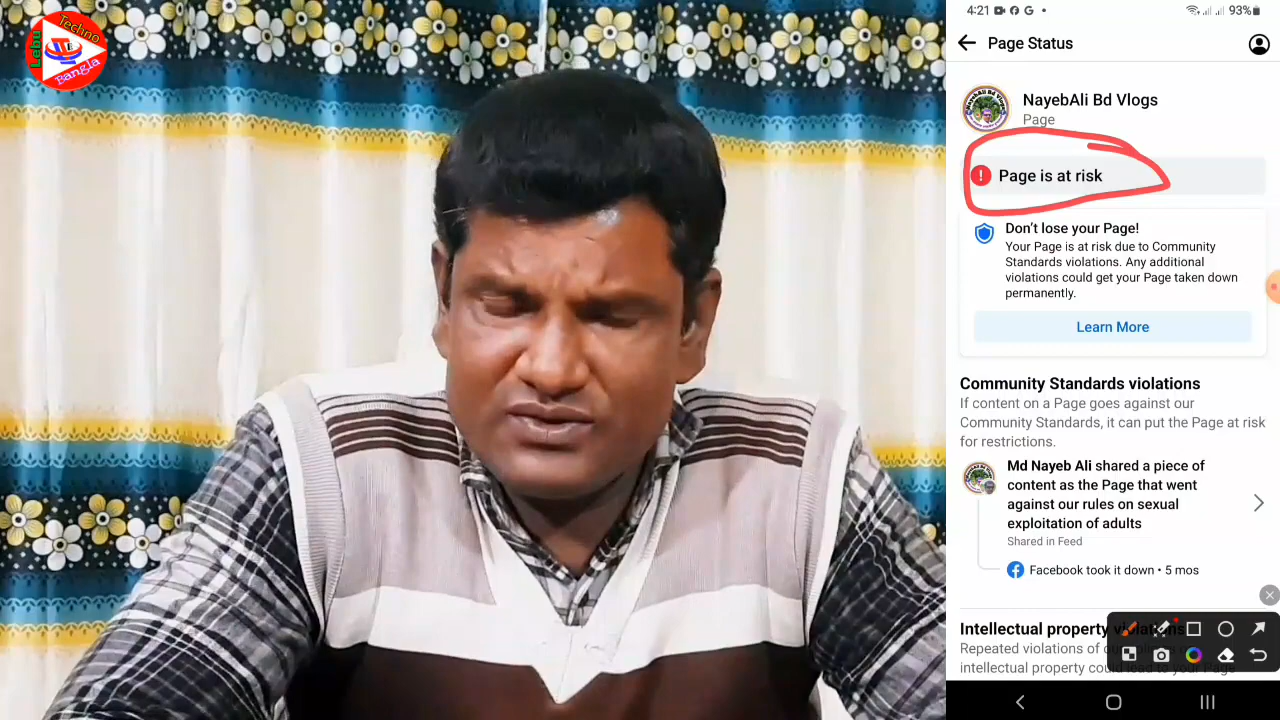 Lebu
Techno
Bangla
4:21
93%
Page Status
NayebAli Bd Vlogs
Page
Page is at risk
Don't lose your Page!
Your Page is at risk due to Community
Standards violations. Any additional
violations could get your Page taken down
permanently.
Learn More
Community Standards violations
If content on a Page goes against our
Community Standards, it can put the Page at risk
for restrictions.
Md Nayeb Ali shared a piece of
content as the Page that went
against our rules on sexual
exploitation of adults
Shared in Feed
Facebook took it down • 5 mos
Intellectual property
Repeated violations of
intellectual property could lead to your Page